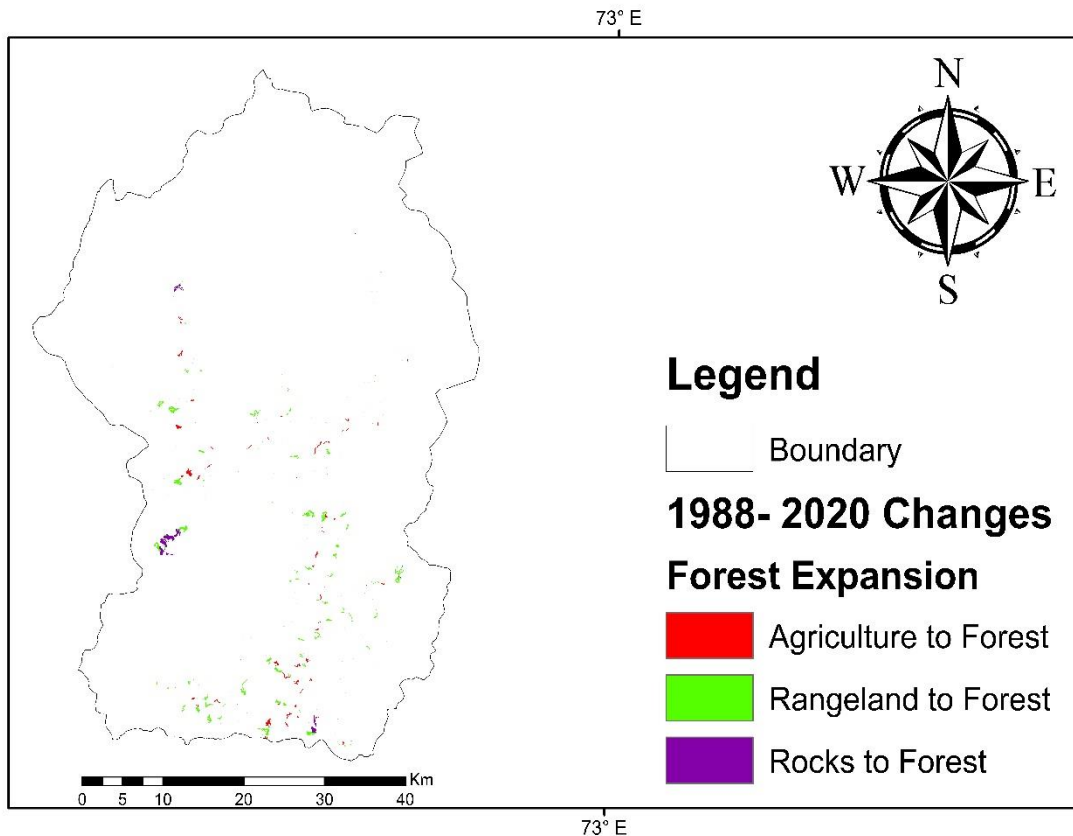 73° E
N
W
E
S
Legend
Boundary
1988- 2020 Changes
Forest Expansion
Agriculture to Forest
Rangeland to Forest
Rocks to Forest
Km
0 5 10 20 30 40
73° E